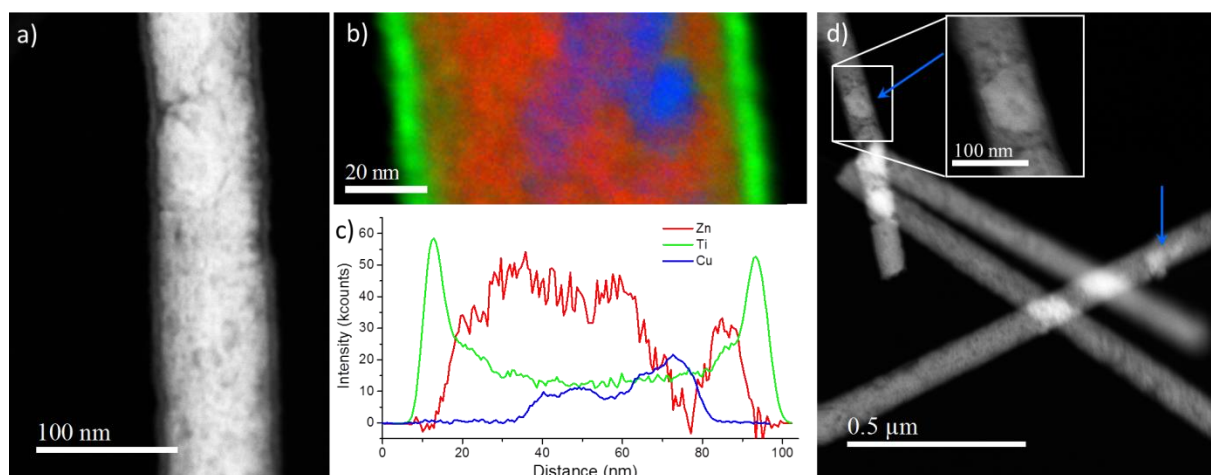 a)
100 nm
b)
20 nm
c)
Zn
Ti
Cu
Intensity (kcounts)
60
50
40
30
20
10
0
0 20 40 60 80 100
Distance (nm)
d)
100 nm
0.5 µm